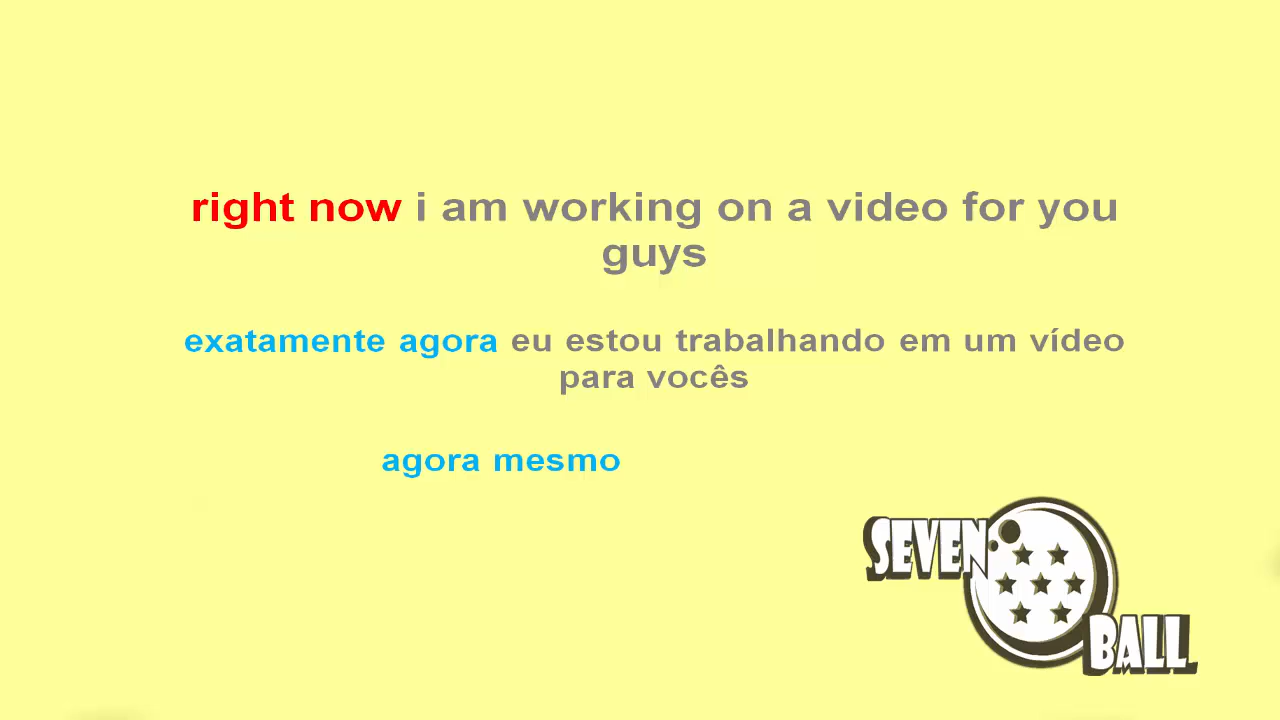 right now i am working on a video for you
guys
exatamente agora eu estou trabalhando em um vídeo
para vocês
agora mesmo
SEVEN
BALL